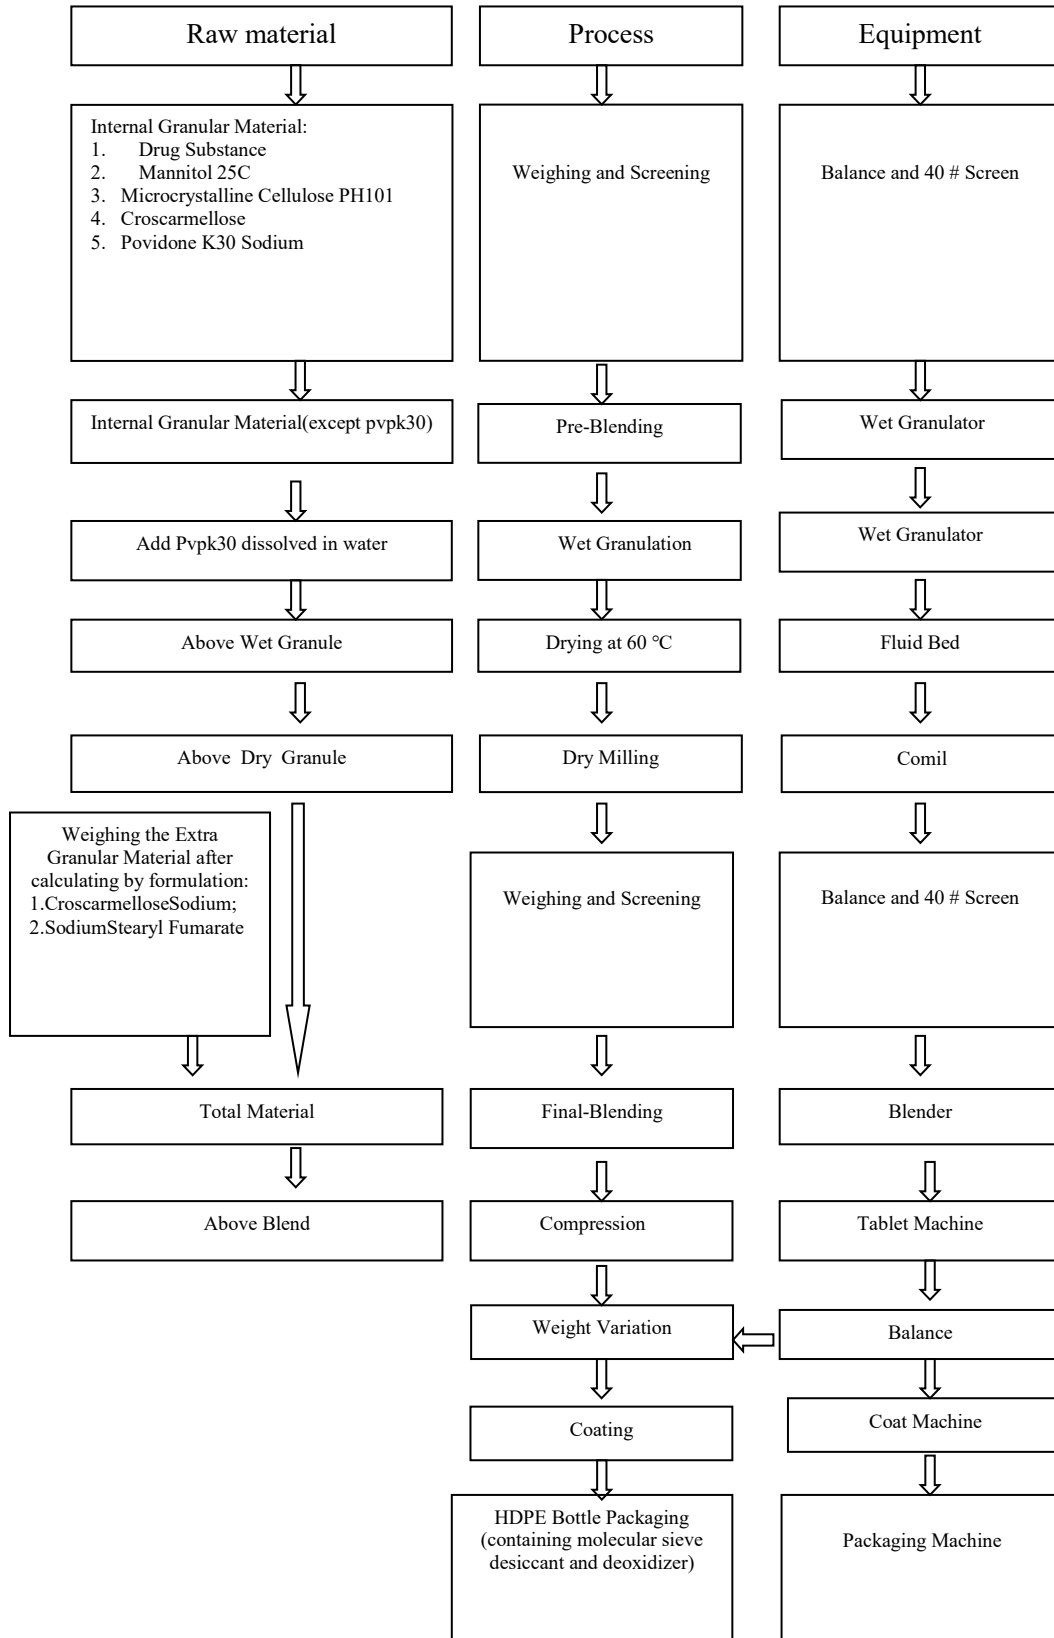 Raw material
Process
Equipment
Internal Granular Material:
1. Drug Substance
2. Mannitol 25C
3. Microcrystalline Cellulose PH101
4. Croscarmellose
5. Povidone K30 Sodium
Weighing and Screening
Balance and 40 # Screen
Internal Granular Material(except pvpk30)
Pre-Blending
Wet Granulator
Add Pvpk30 dissolved in water
Wet Granulation
Wet Granulator
Above Wet Granule
Drying at 60 ℃
Fluid Bed
Above Dry Granule
Dry Milling
Comil
Weighing the Extra
Granular Material after
calculating by formulation:
1.CroscarmelloseSodium;
2.SodiumStearyl Fumarate
Weighing and Screening
Balance and 40 # Screen
Total Material
Final-Blending
Blender
Above Blend
Compression
Tablet Machine
Weight Variation
Balance
Coating
Coat Machine
HDPE Bottle Packaging
(containing molecular sieve
desiccant and deoxidizer)
Packaging Machine